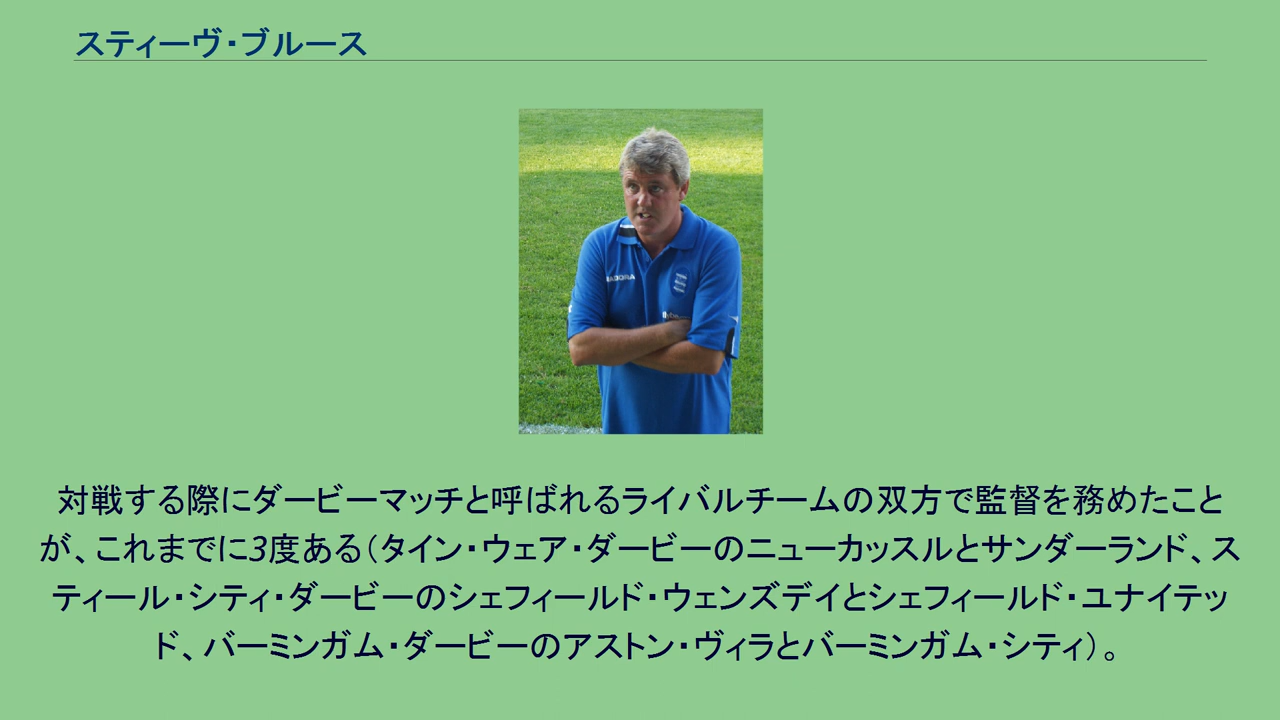 スティーヴ・ブルース
対戦する際にダービーマッチと呼ばれるライバルチームの双方で監督を務めたこと
が、これまでに3度ある（タイン・ウェア・ダービーのニューカッスルとサンダーランド、ス
ティール・シティ・ダービーのシェフィールド・ウェンズデイとシェフィールド・ユナイテッ
ド、バーミンガム・ダービーのアストン・ヴィラとバーミンガム・シティ）。